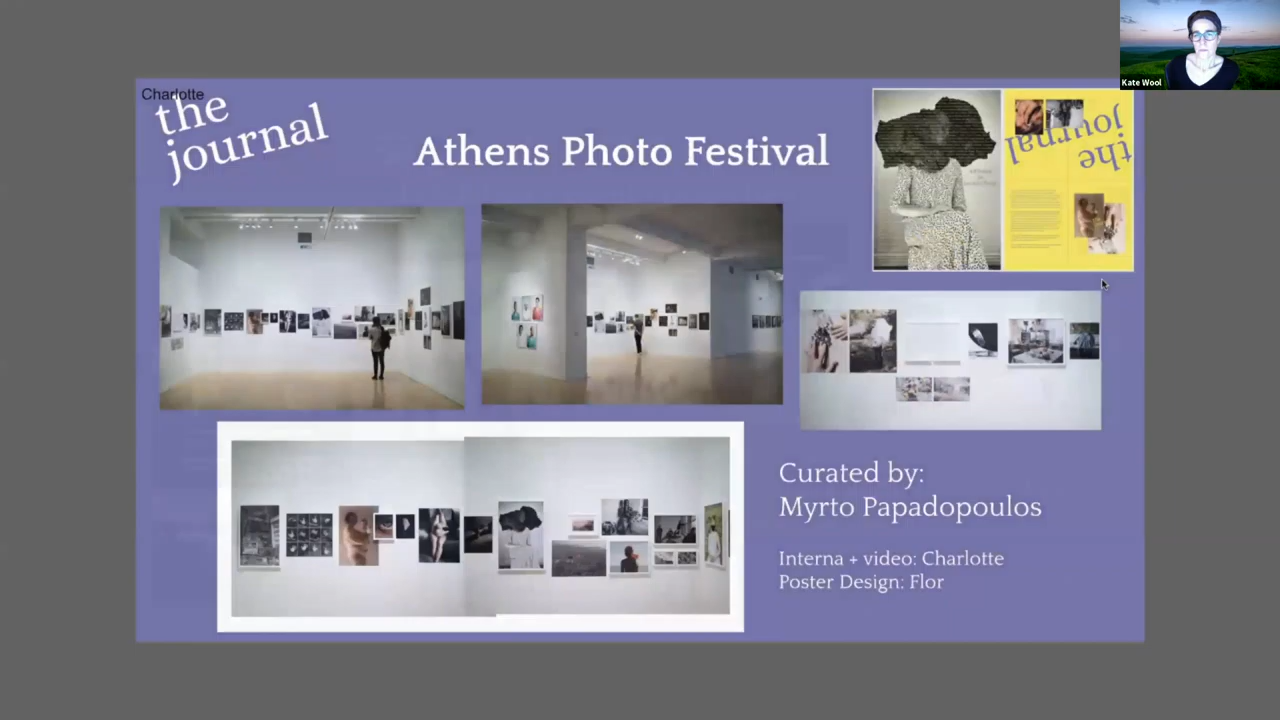 Kate Wool
Charlotte
the
journal
Athens Photo Festival
the
journal
Curated by:
Myrto Papadopoulos
Interna + video: Charlotte
Poster Design: Flor